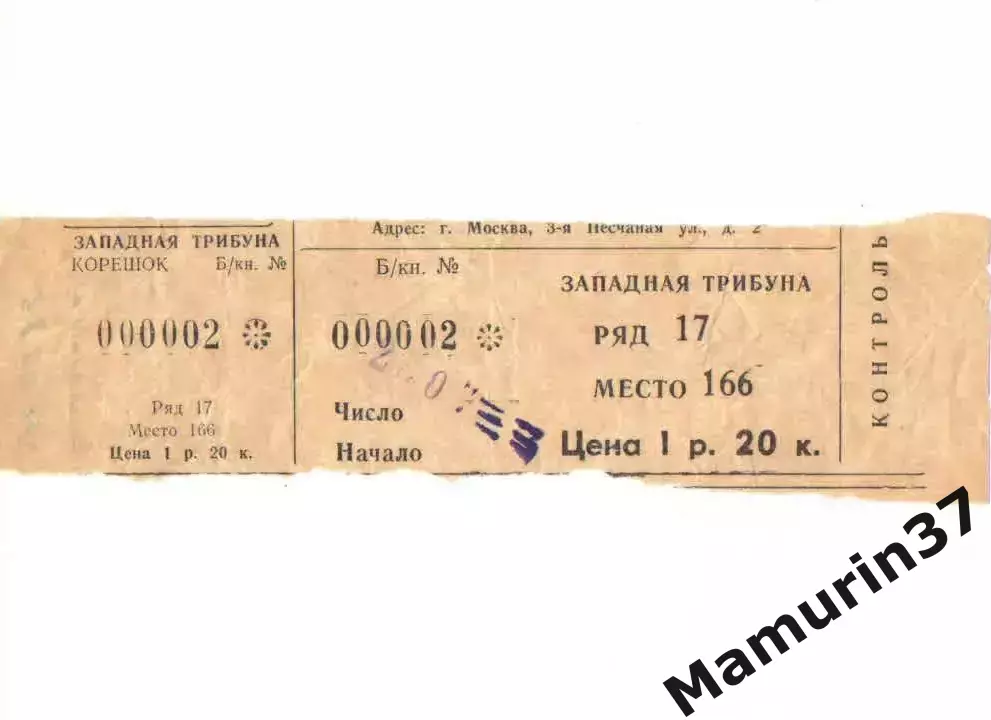 ЗАПАДНАЯ ТРИБУНА
КОРЕШОК Б/кн. №
000002
Ряд 17
Место 166
Цена 1 р. 20 к.
Адрес: г. Москва, 3-я Песчаная ул., д. 2
Б/кн. №
000002
Число
Начало
ЗАПАДНАЯ ТРИБУНА
РЯД 17
МЕСТО 166
Цена 1 р. 20 к.
КОНТРОЛЬ
Mamurin37